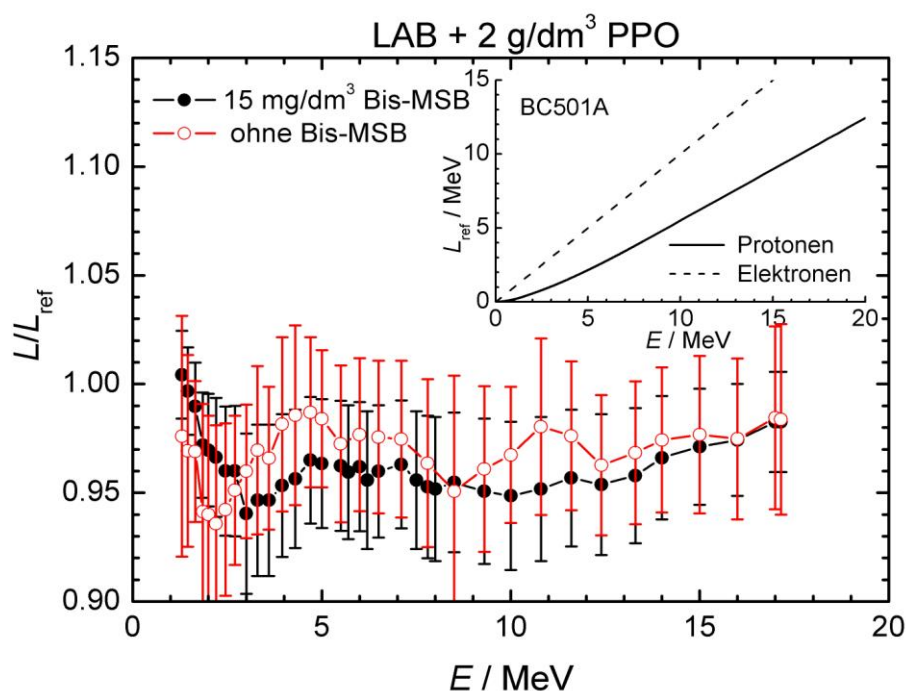 LAB + 2 g/dm³ PPO
1.15
1.10
1.05
1.00
0.95
0.90
L/L_ref
15 mg/dm³ Bis-MSB
ohne Bis-MSB
BC501A
15
10
5
0
L_ref / MeV
Protonen
Elektronen
0 5 10 15 20
E / MeV
0 5 10 15 20
E / MeV